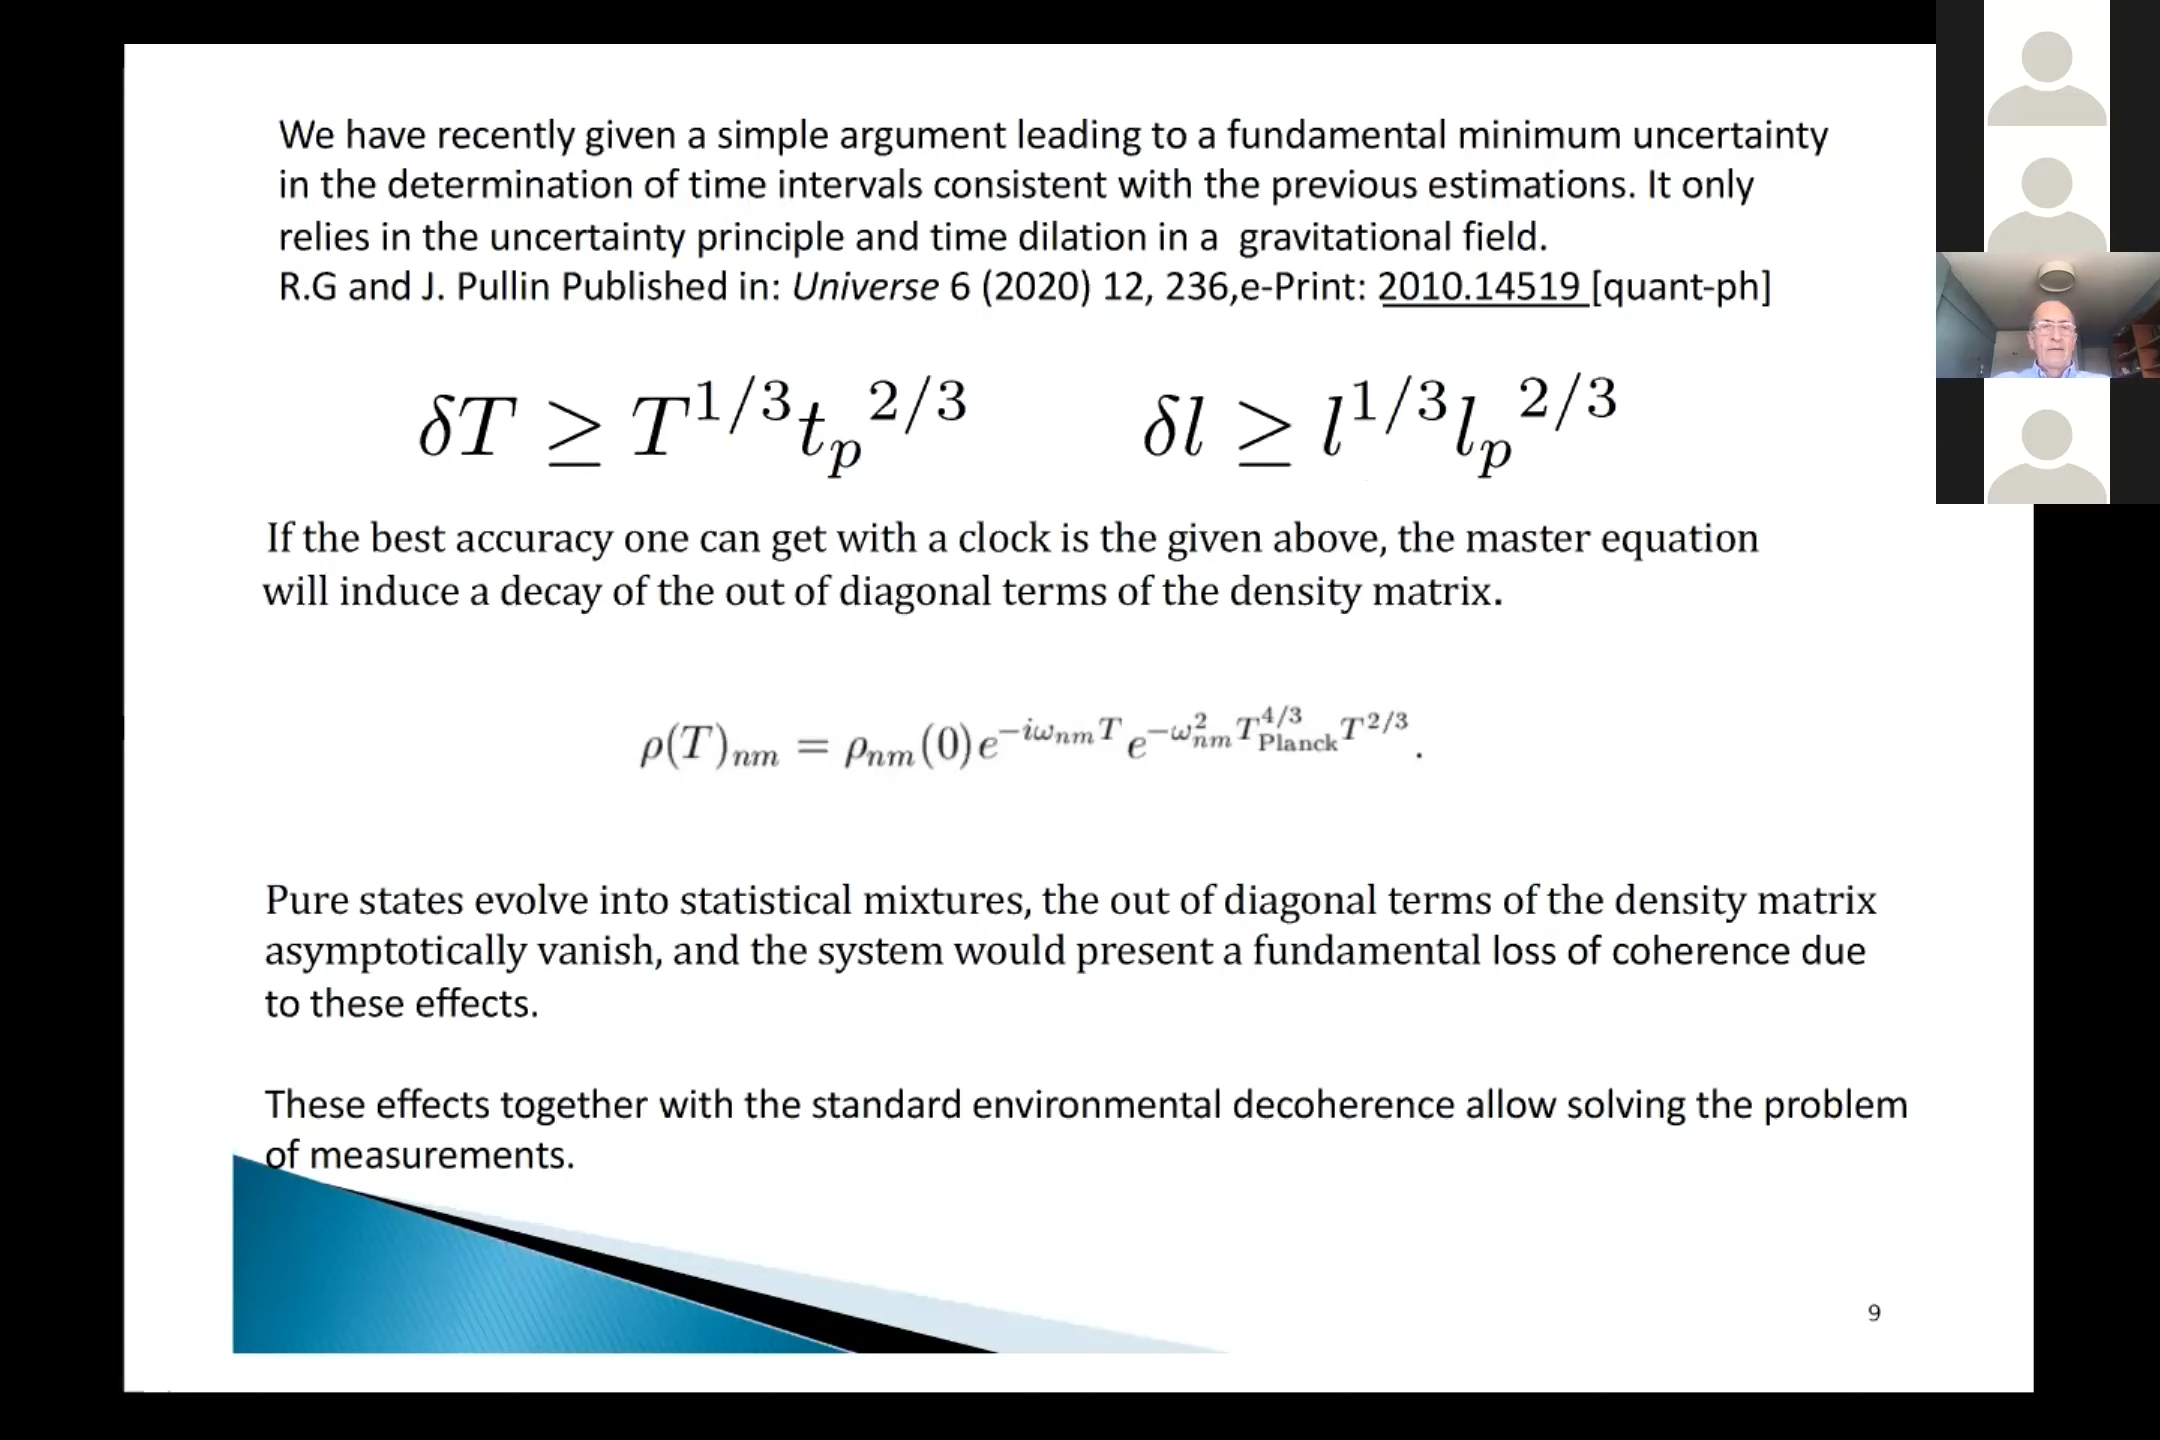 We have recently given a simple argument leading to a fundamental minimum uncertainty
in the determination of time intervals consistent with the previous estimations. It only
relies in the uncertainty principle and time dilation in a  gravitational field.
R.G and J. Pullin Published in: Universe 6 (2020) 12, 236,e-Print: 2010.14519 [quant-ph]
δT ≥ T^{1/3} t_p^{2/3}    δl ≥ l^{1/3} l_p^{2/3}
If the best accuracy one can get with a clock is the given above, the master equation
will induce a decay of the out of diagonal terms of the density matrix.
ρ(T)_{nm} = ρ_{nm}(0) e^{-iω_{nm}T} e^{-ω_{nm}^2 T_{Planck}^{4/3} T^{2/3}}.
Pure states evolve into statistical mixtures, the out of diagonal terms of the density matrix
asymptotically vanish, and the system would present a fundamental loss of coherence due
to these effects.
These effects together with the standard environmental decoherence allow solving the problem
of measurements.
9